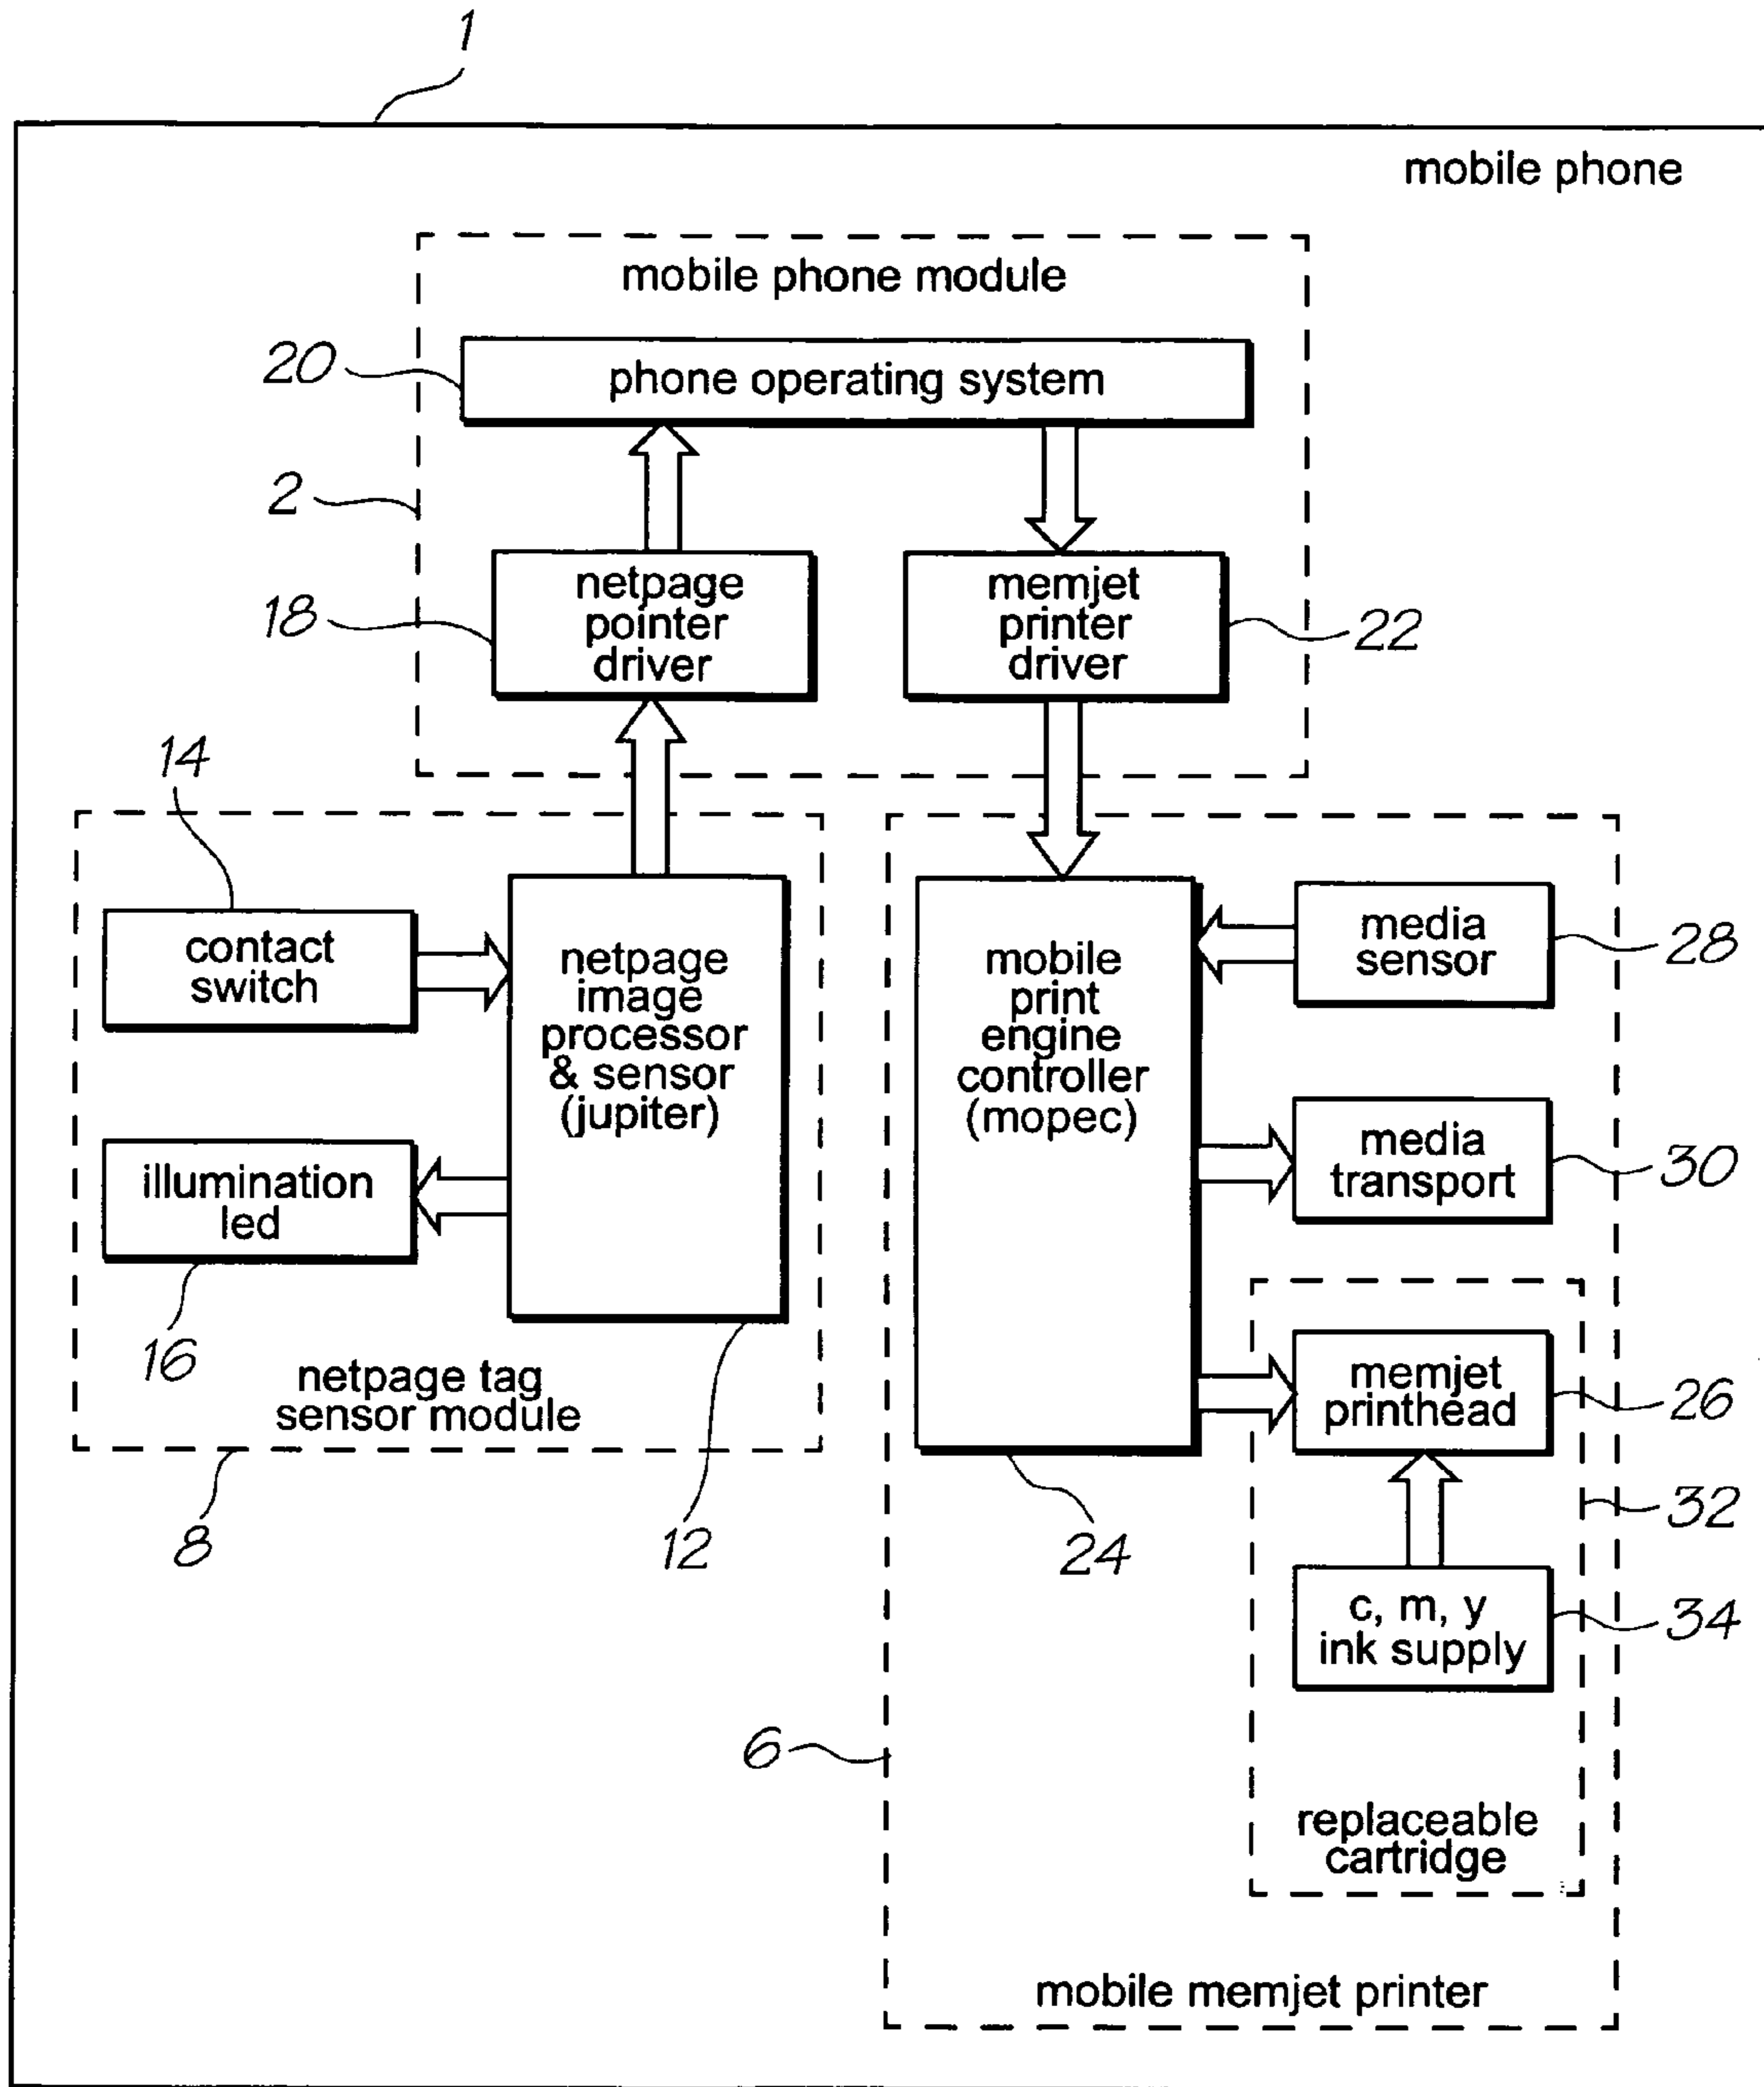 1
mobile phone
mobile phone module
20
phone operating system
2
18
netpage
pointer
driver
memjet
printer
driver
22
14
contact
switch
netpage
image
processor
& sensor
(jupiter)
illumination
led
16
netpage tag
sensor module
8
12
mobile
print
engine
controller
(mopec)
media
sensor
28
media
transport
30
memjet
printhead
26
24
32
c, m, y
ink supply
34
6
replaceable
cartridge
mobile memjet printer